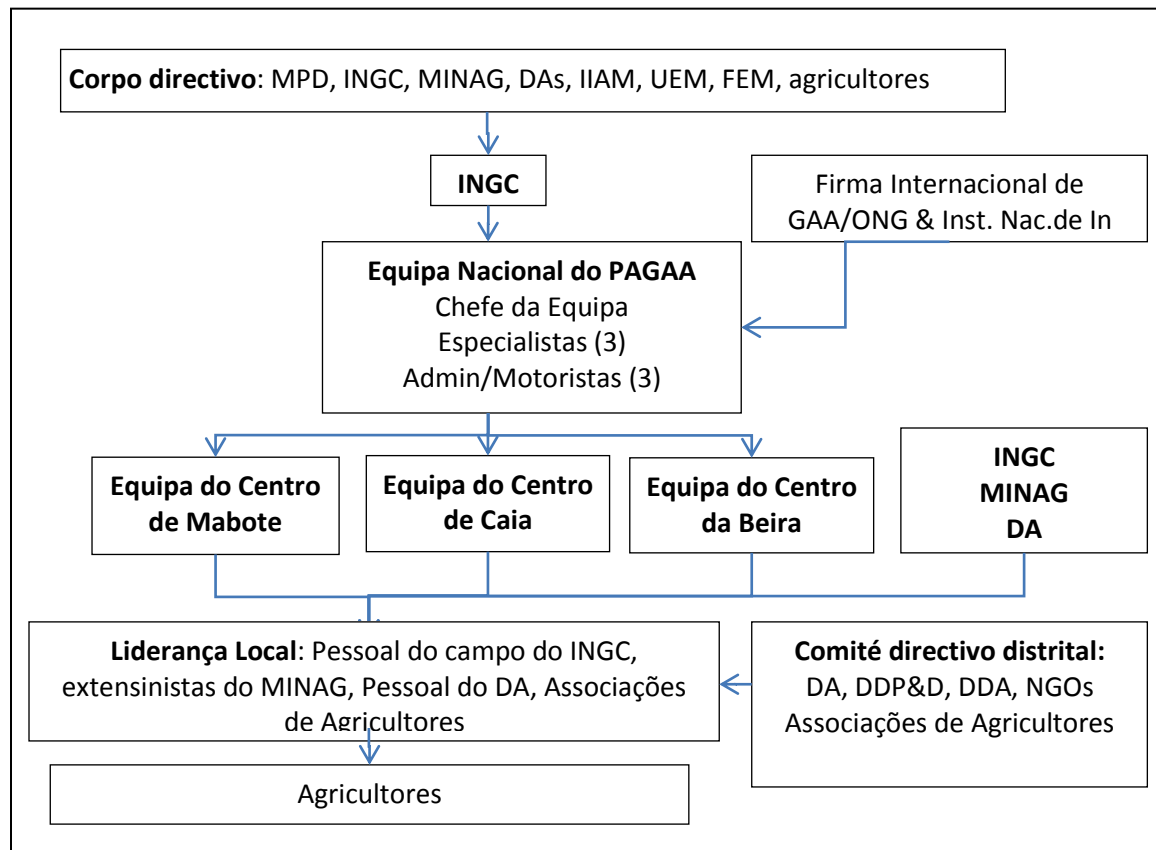 Corpo directivo: MPD, INGC, MINAG, DAs, IIAM, UEM, FEM, agricultores
INGC
Firma Internacional de
GAA/ONG & Inst. Nac.de In
Equipa Nacional do PAGAA
Chefe da Equipa
Especialistas (3)
Admin/Motoristas (3)
Equipa do Centro
de Mabote
Equipa do Centro
de Caia
Equipa do Centro
da Beira
INGC
MINAG
DA
Liderança Local: Pessoal do campo do INGC,
extensinistas do MINAG, Pessoal do DA, Associações
de Agricultores
Comité directivo distrital:
DA, DDP&D, DDA, NGOs
Associações de Agricultores
Agricultores